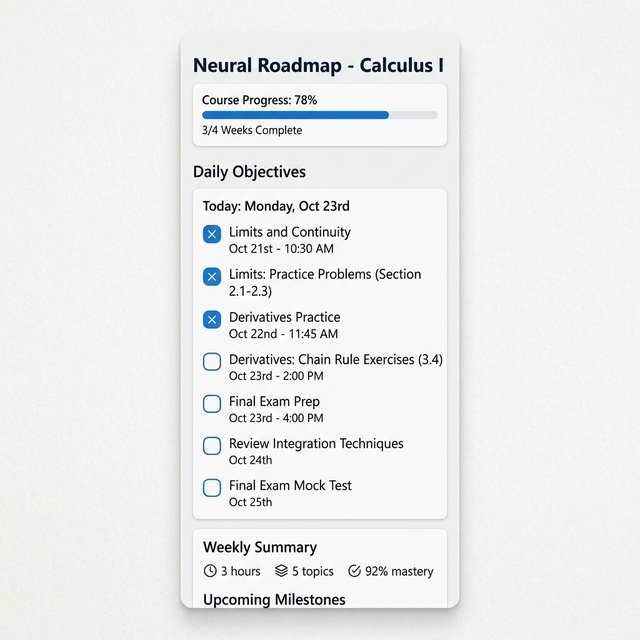 Neural Roadmap - Calculus I
Course Progress: 78%
3/4 Weeks Complete
Daily Objectives
Today: Monday, Oct 23rd
Limits and Continuity
Oct 21st - 10:30 AM
Limits: Practice Problems (Section
2.1-2.3)
Derivatives Practice
Oct 22nd - 11:45 AM
Derivatives: Chain Rule Exercises (3.4)
Oct 23rd - 2:00 PM
Final Exam Prep
Oct 23rd - 4:00 PM
Review Integration Techniques
Oct 24th
Final Exam Mock Test
Oct 25th
Weekly Summary
3 hours 5 topics 92% mastery
Upcoming Milestones